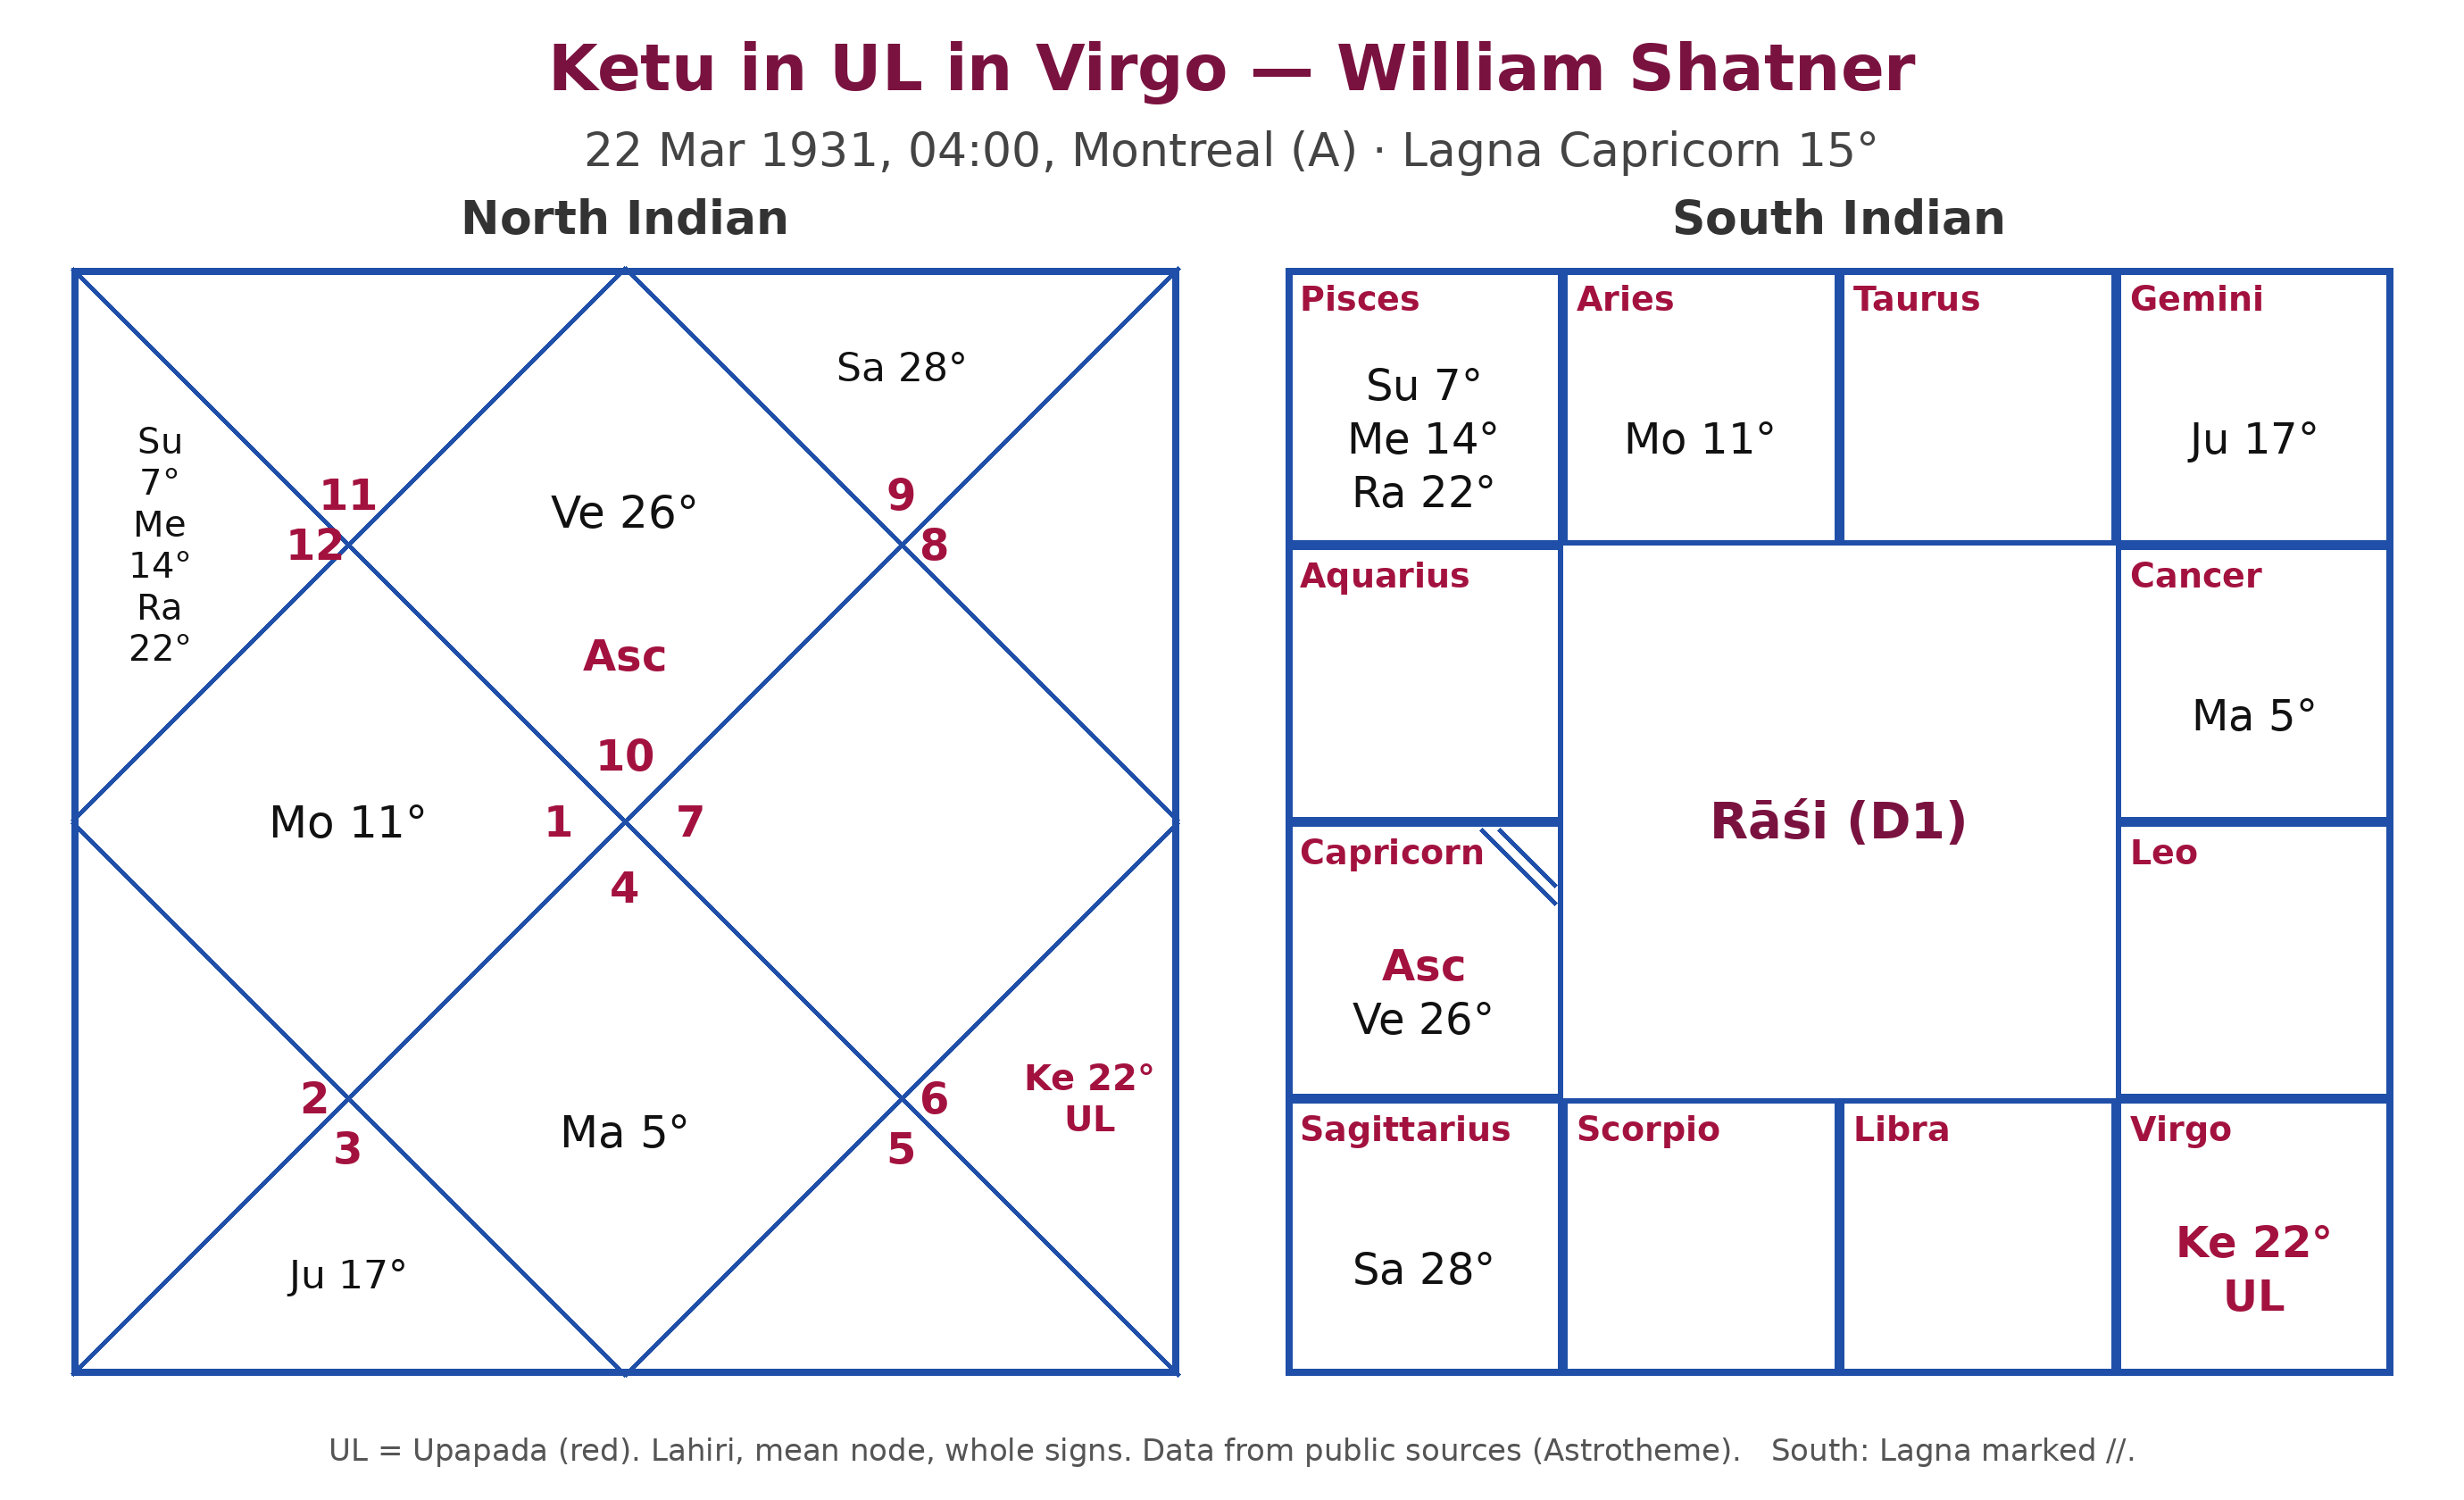 Ketu in UL in Virgo — William Shatner
22 Mar 1931, 04:00, Montreal (A) · Lagna Capricorn 15°
North Indian
Sa 28°
Su
7°
Me
14°
Ra
22°
11
12
Ve 26°
9
8
Asc
10
Mo 11°
1
7
4
2
3
Ma 5°
6
5
Ke 22°
UL
Ju 17°
South Indian
Pisces
Su 7°
Me 14°
Ra 22°
Aries
Mo 11°
Taurus
Gemini
Ju 17°
Aquarius
Cancer
Ma 5°
Rāśi (D1)
Capricorn
Asc
Ve 26°
Leo
Sagittarius
Sa 28°
Scorpio
Libra
Virgo
Ke 22°
UL
UL = Upapada (red). Lahiri, mean node, whole signs. Data from public sources (Astrotheme). South: Lagna marked //.